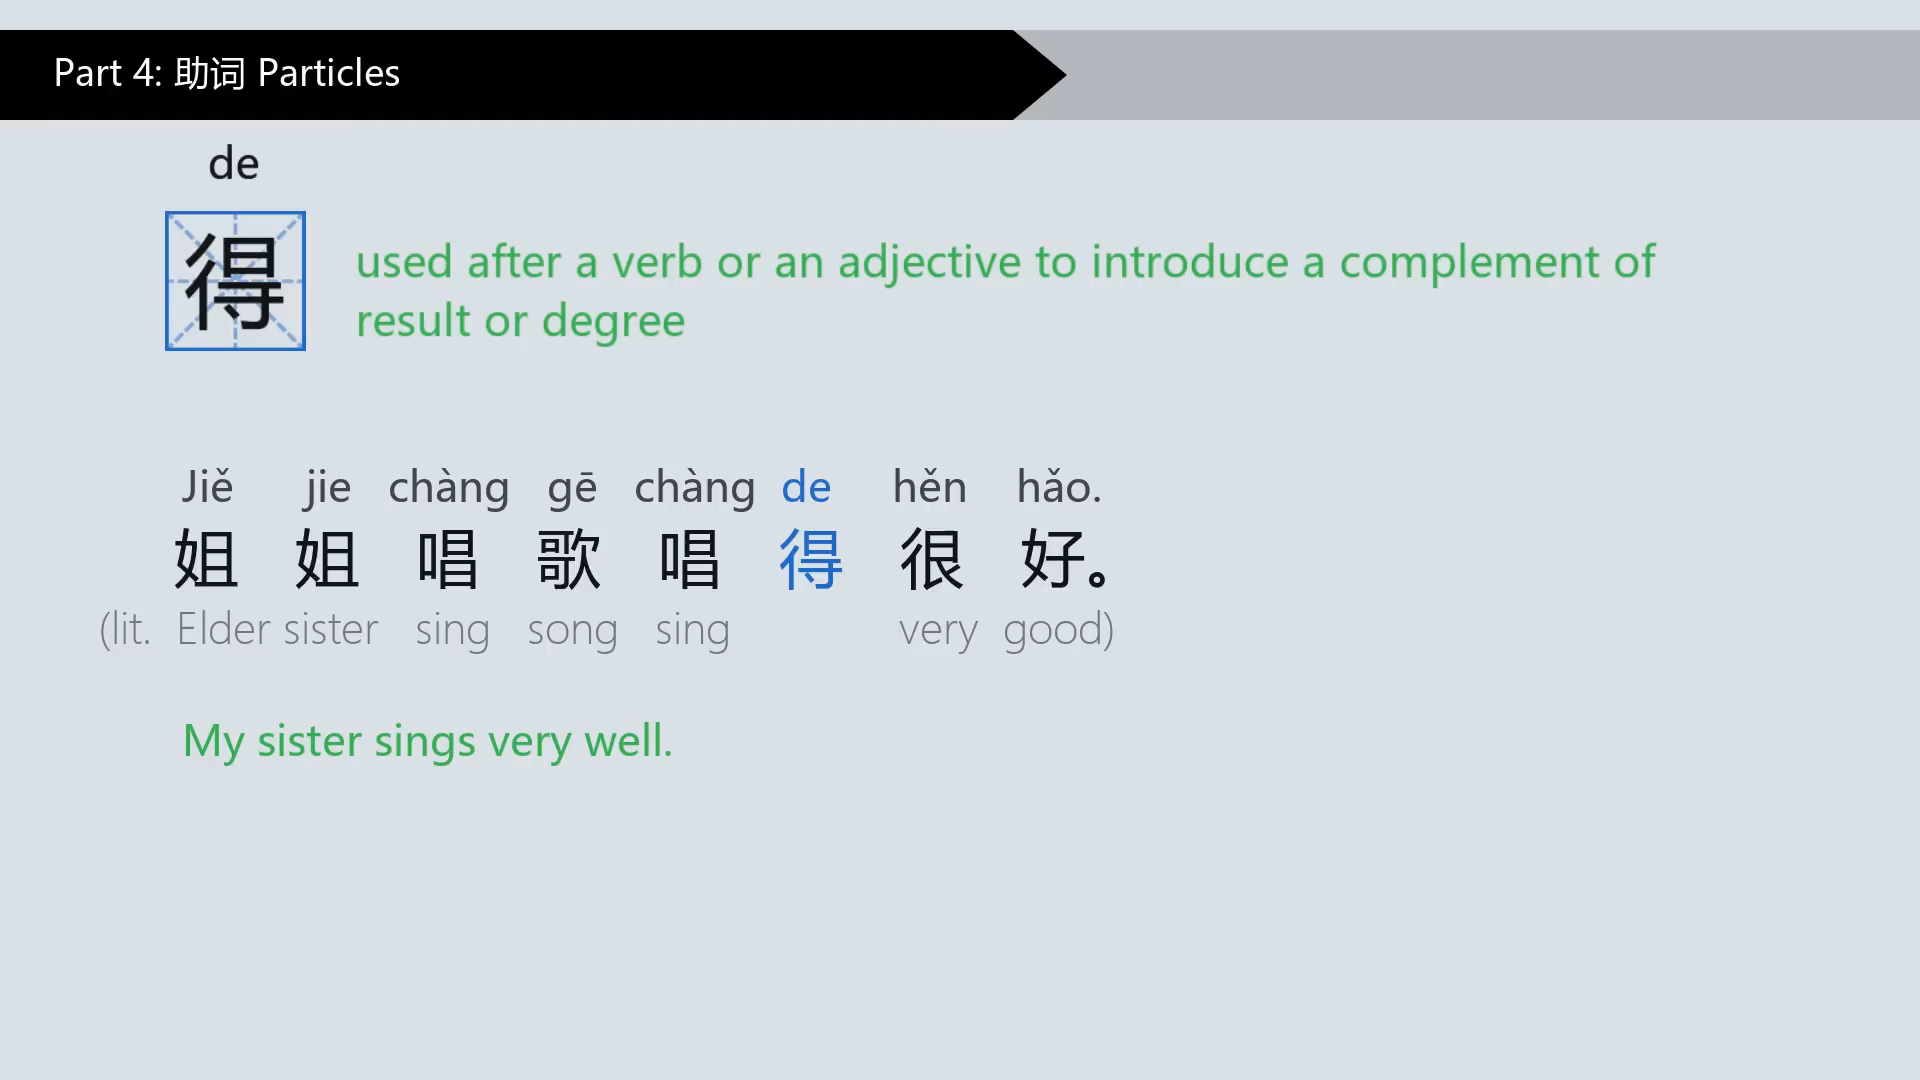 Part 4: 助词 Particles
de
得
used after a verb or an adjective to introduce a complement of
result or degree
Jiě jie chàng gē chàng de hěn hǎo.
姐 姐 唱 歌 唱 得 很 好。
(lit. Elder sister sing song sing very good)
My sister sings very well.